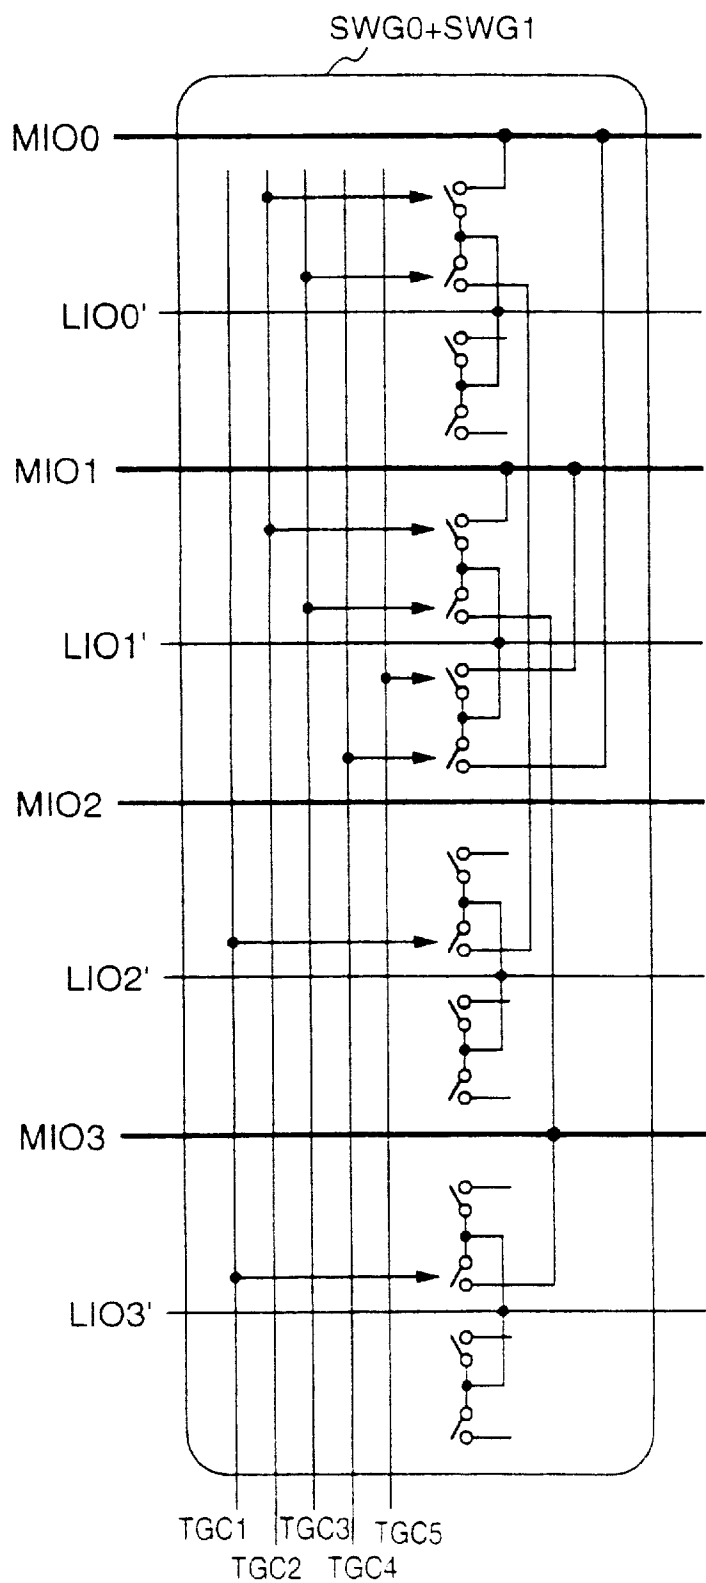 SWG0+SWG1
MIO0
LIO0'
MIO1
LIO1'
MIO2
LIO2'
MIO3
LIO3'
TGC1 TGC3 TGC5
TGC2 TGC4